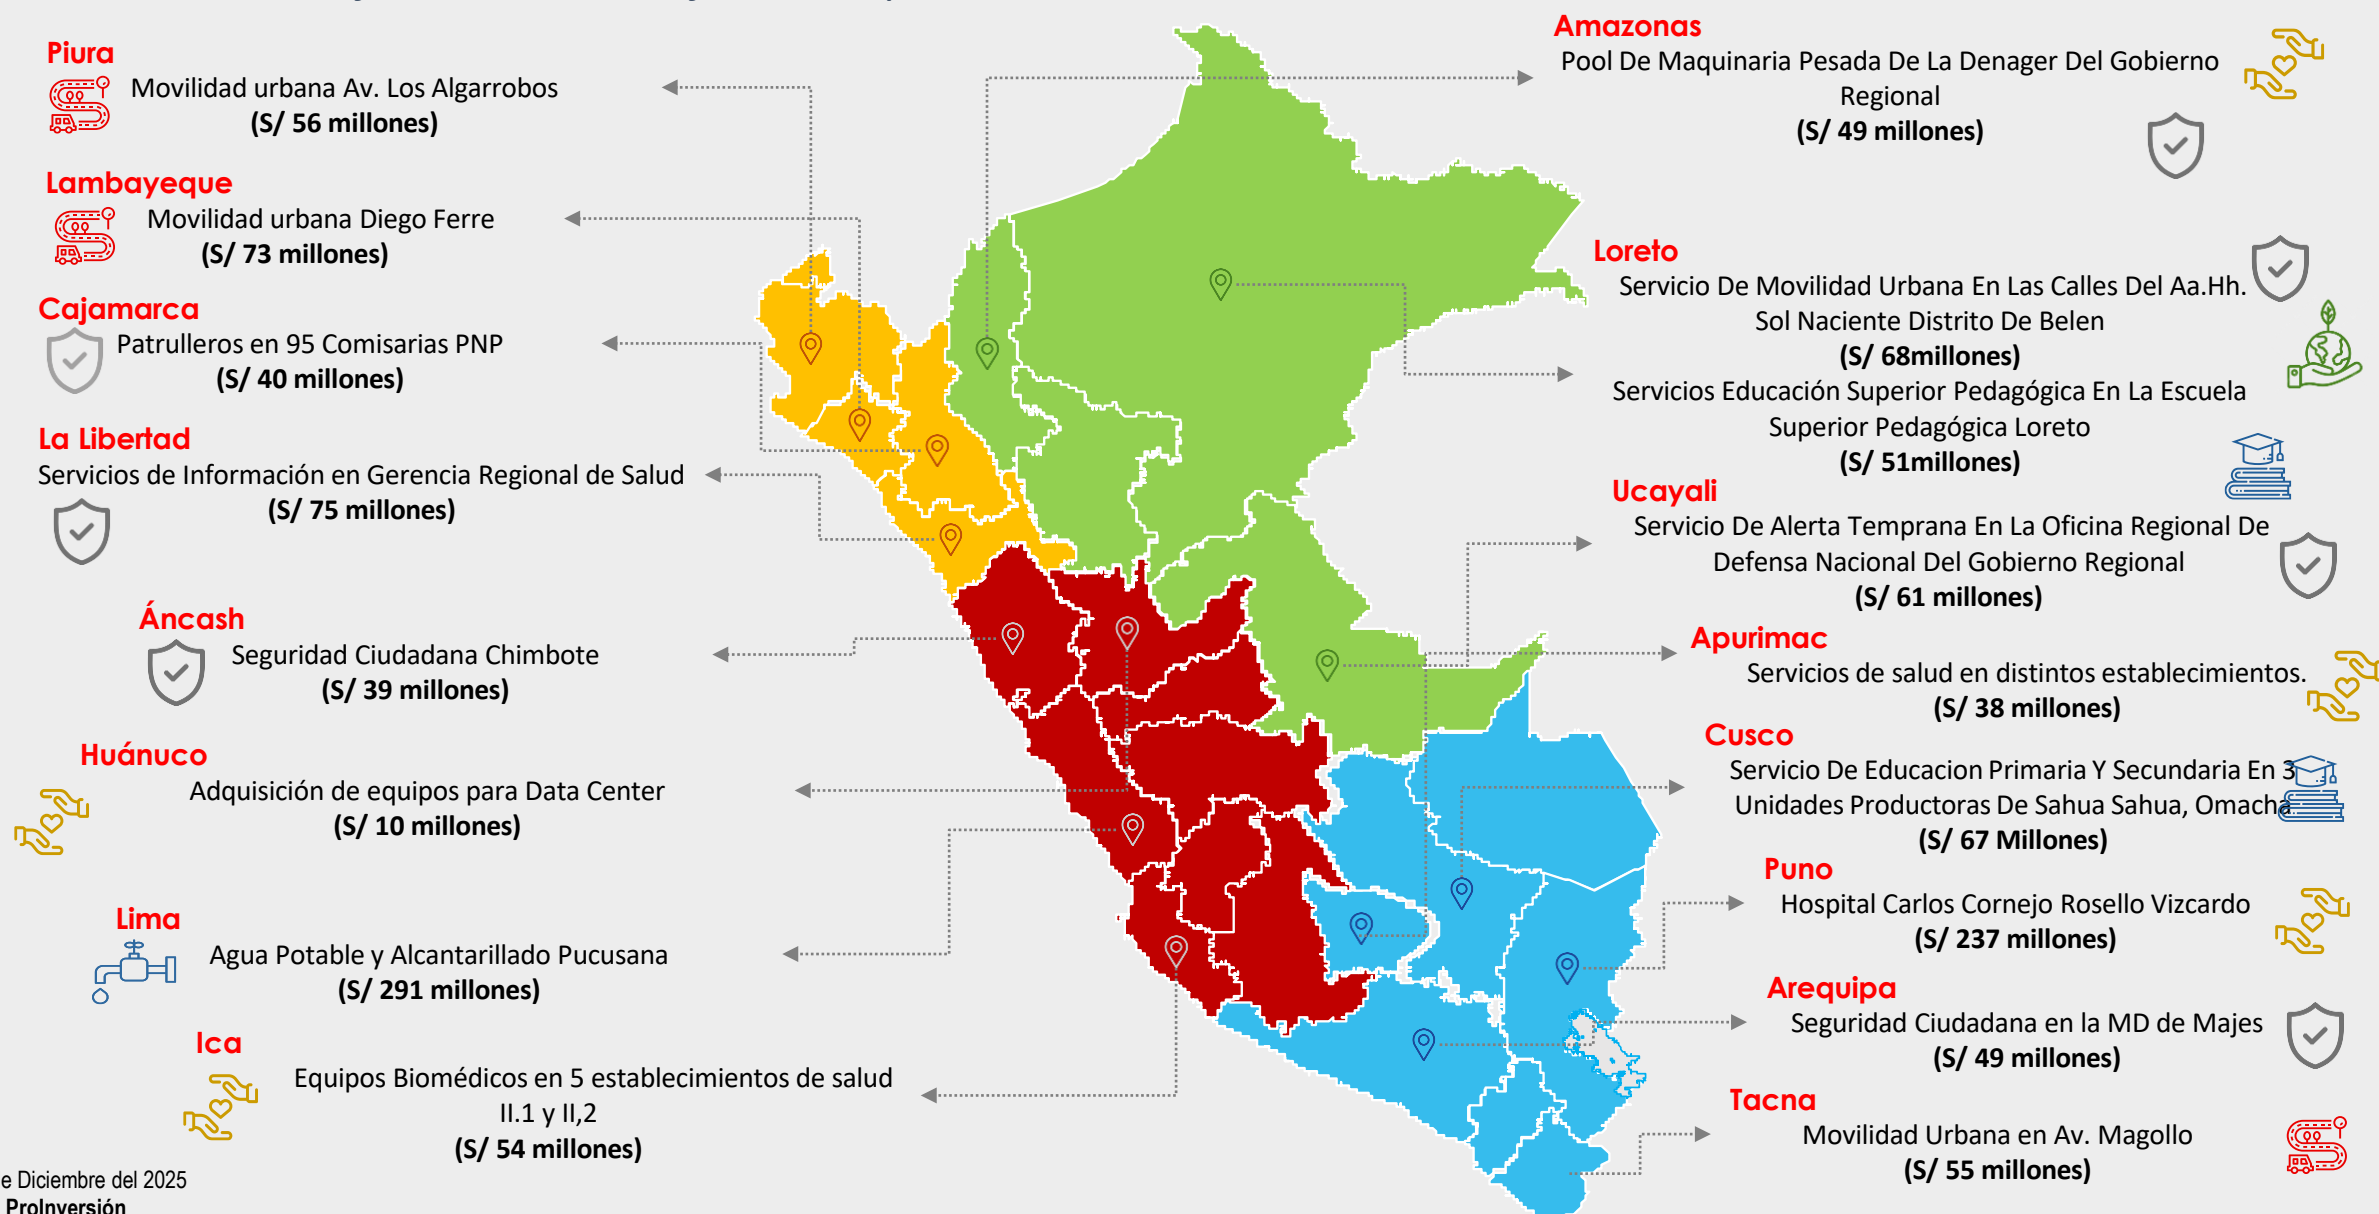 Piura
Movilidad urbana Av. Los Algarrobos
(S/ 56 millones)
Lambayeque
Movilidad urbana Diego Ferre
(S/ 73 millones)
Cajamarca
Patrulleros en 95 Comisarias PNP
(S/ 40 millones)
La Libertad
Servicios de Información en Gerencia Regional de Salud
(S/ 75 millones)
Áncash
Seguridad Ciudadana Chimbote
(S/ 39 millones)
Huánuco
Adquisición de equipos para Data Center
(S/ 10 millones)
Lima
Agua Potable y Alcantarillado Pucusana
(S/ 291 millones)
Ica
Equipos Biomédicos en 5 establecimientos de salud
II.1 y II,2
(S/ 54 millones)
e Diciembre del 2025
ProInversión
Amazonas
Pool De Maquinaria Pesada De La Denager Del Gobierno
Regional
(S/ 49 millones)
Loreto
Servicio De Movilidad Urbana En Las Calles Del Aa.Hh.
Sol Naciente Distrito De Belen
(S/ 68millones)
Servicios Educación Superior Pedagógica En La Escuela
Superior Pedagógica Loreto
(S/ 51millones)
Ucayali
Servicio De Alerta Temprana En La Oficina Regional De
Defensa Nacional Del Gobierno Regional
(S/ 61 millones)
Apurimac
Servicios de salud en distintos establecimientos.
(S/ 38 millones)
Cusco
Servicio De Educacion Primaria Y Secundaria En 3
Unidades Productoras De Sahua Sahua, Omacha
(S/ 67 Millones)
Puno
Hospital Carlos Cornejo Rosello Vizcardo
(S/ 237 millones)
Arequipa
Seguridad Ciudadana en la MD de Majes
(S/ 49 millones)
Tacna
Movilidad Urbana en Av. Magollo
(S/ 55 millones)